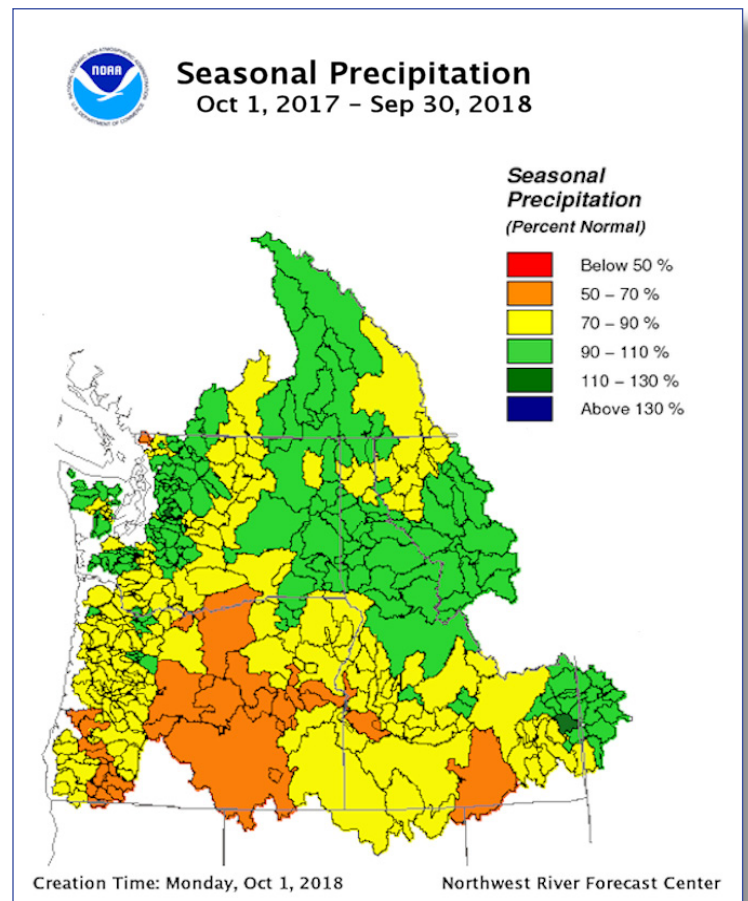 NOAA
Seasonal Precipitation
Oct 1, 2017 – Sep 30, 2018
Seasonal
Precipitation
(Percent Normal)
Below 50 %
50 – 70 %
70 – 90 %
90 – 110 %
110 – 130 %
Above 130 %
Creation Time: Monday, Oct 1, 2018
Northwest River Forecast Center